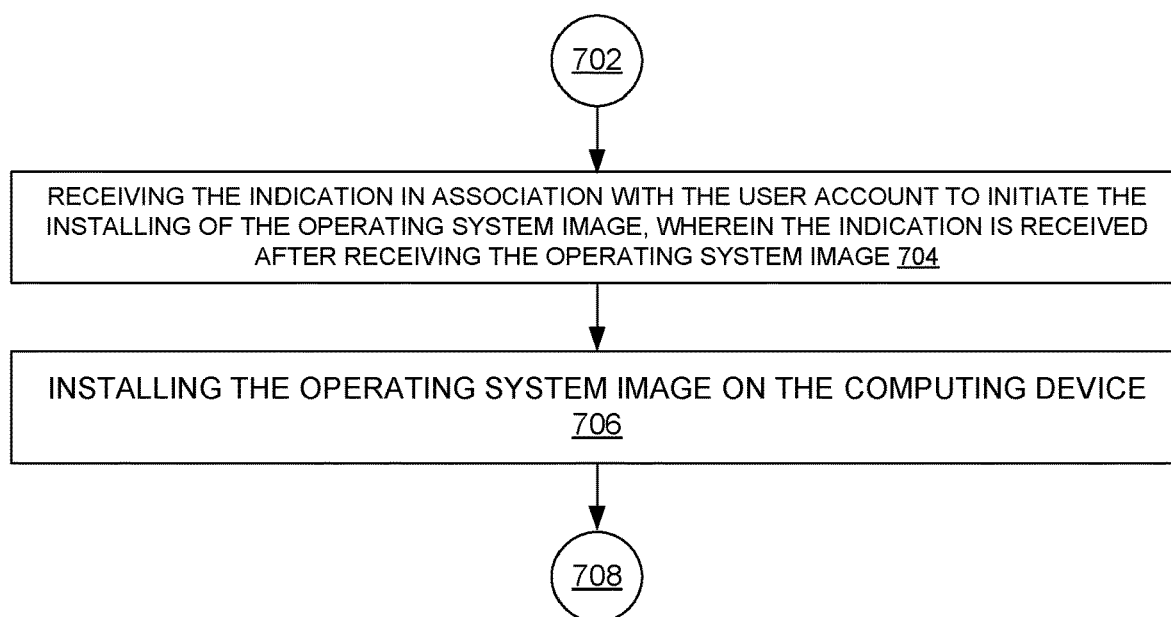 702
RECEIVING THE INDICATION IN ASSOCIATION WITH THE USER ACCOUNT TO INITIATE THE
INSTALLING OF THE OPERATING SYSTEM IMAGE, WHEREIN THE INDICATION IS RECEIVED
AFTER RECEIVING THE OPERATING SYSTEM IMAGE 704
INSTALLING THE OPERATING SYSTEM IMAGE ON THE COMPUTING DEVICE
706
708